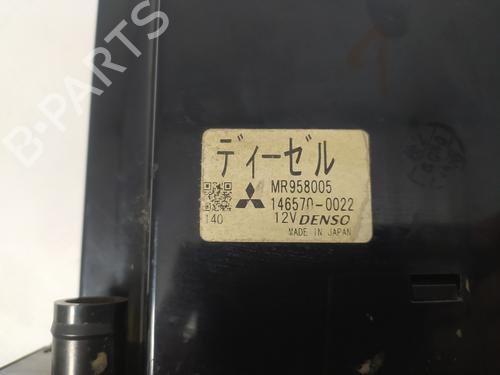 B-PARTS
ディーゼル
MR958005
146570-0022
140
12V DENSO
MADE IN JAPAN